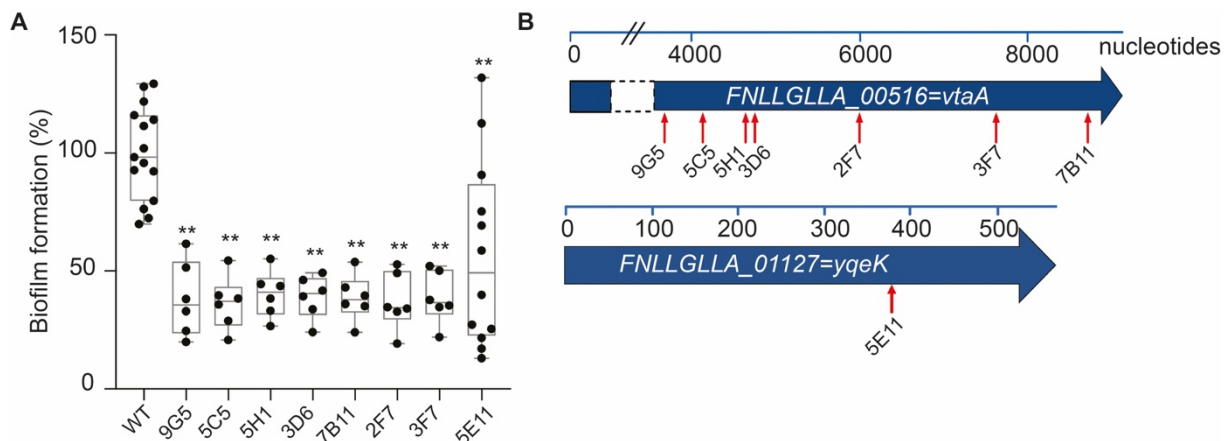 A
Biofilm formation (%)
150
100
50
0
**
**
**
**
**
**
**
**
WT
9G5
5C5
5H1
3D6
7B11
2F7
3F7
5E11
B
0
4000
6000
8000
nucleotides
FNLLGLLA_00516=vtaA
9G5
5C5
5H1
3D6
2F7
3F7
7B11
0
100
200
300
400
500
FNLLGLLA_01127=yqeK
5E11